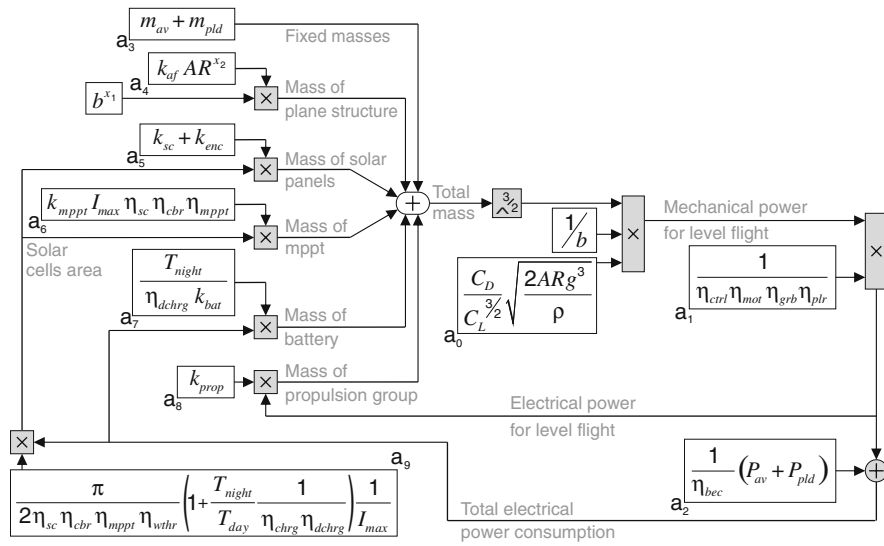 m_av + m_pld
a_3
Fixed masses
k_af AR^x_2
a_4
b^x_1
×
Mass of
plane structure
k_sc + k_enc
a_5
×
Mass of solar
panels
k_mppt I_max η_sc η_cbr η_mppt
a_6
×
Mass of
mppt
Solar
cells area
T_night
η_dchrg k_bat
a_7
×
Mass of
battery
k_prop
a_8
×
Mass of
propulsion group
+
Total
mass
^3/2
1/b
C_D / C_L^3/2 √(2ARg^3 / ρ)
a_0
×
Mechanical power
for level flight
1
η_ctrl η_mot η_grb η_plr
a_1
×
Electrical power
for level flight
1/η_bec (P_av + P_pld)
a_2
+
Total electrical
power consumption
×
a_9
π / 2η_sc η_cbr η_mppt η_wthr (1 + T_night / T_day 1 / η_chrg η_dchrg) 1 / I_max